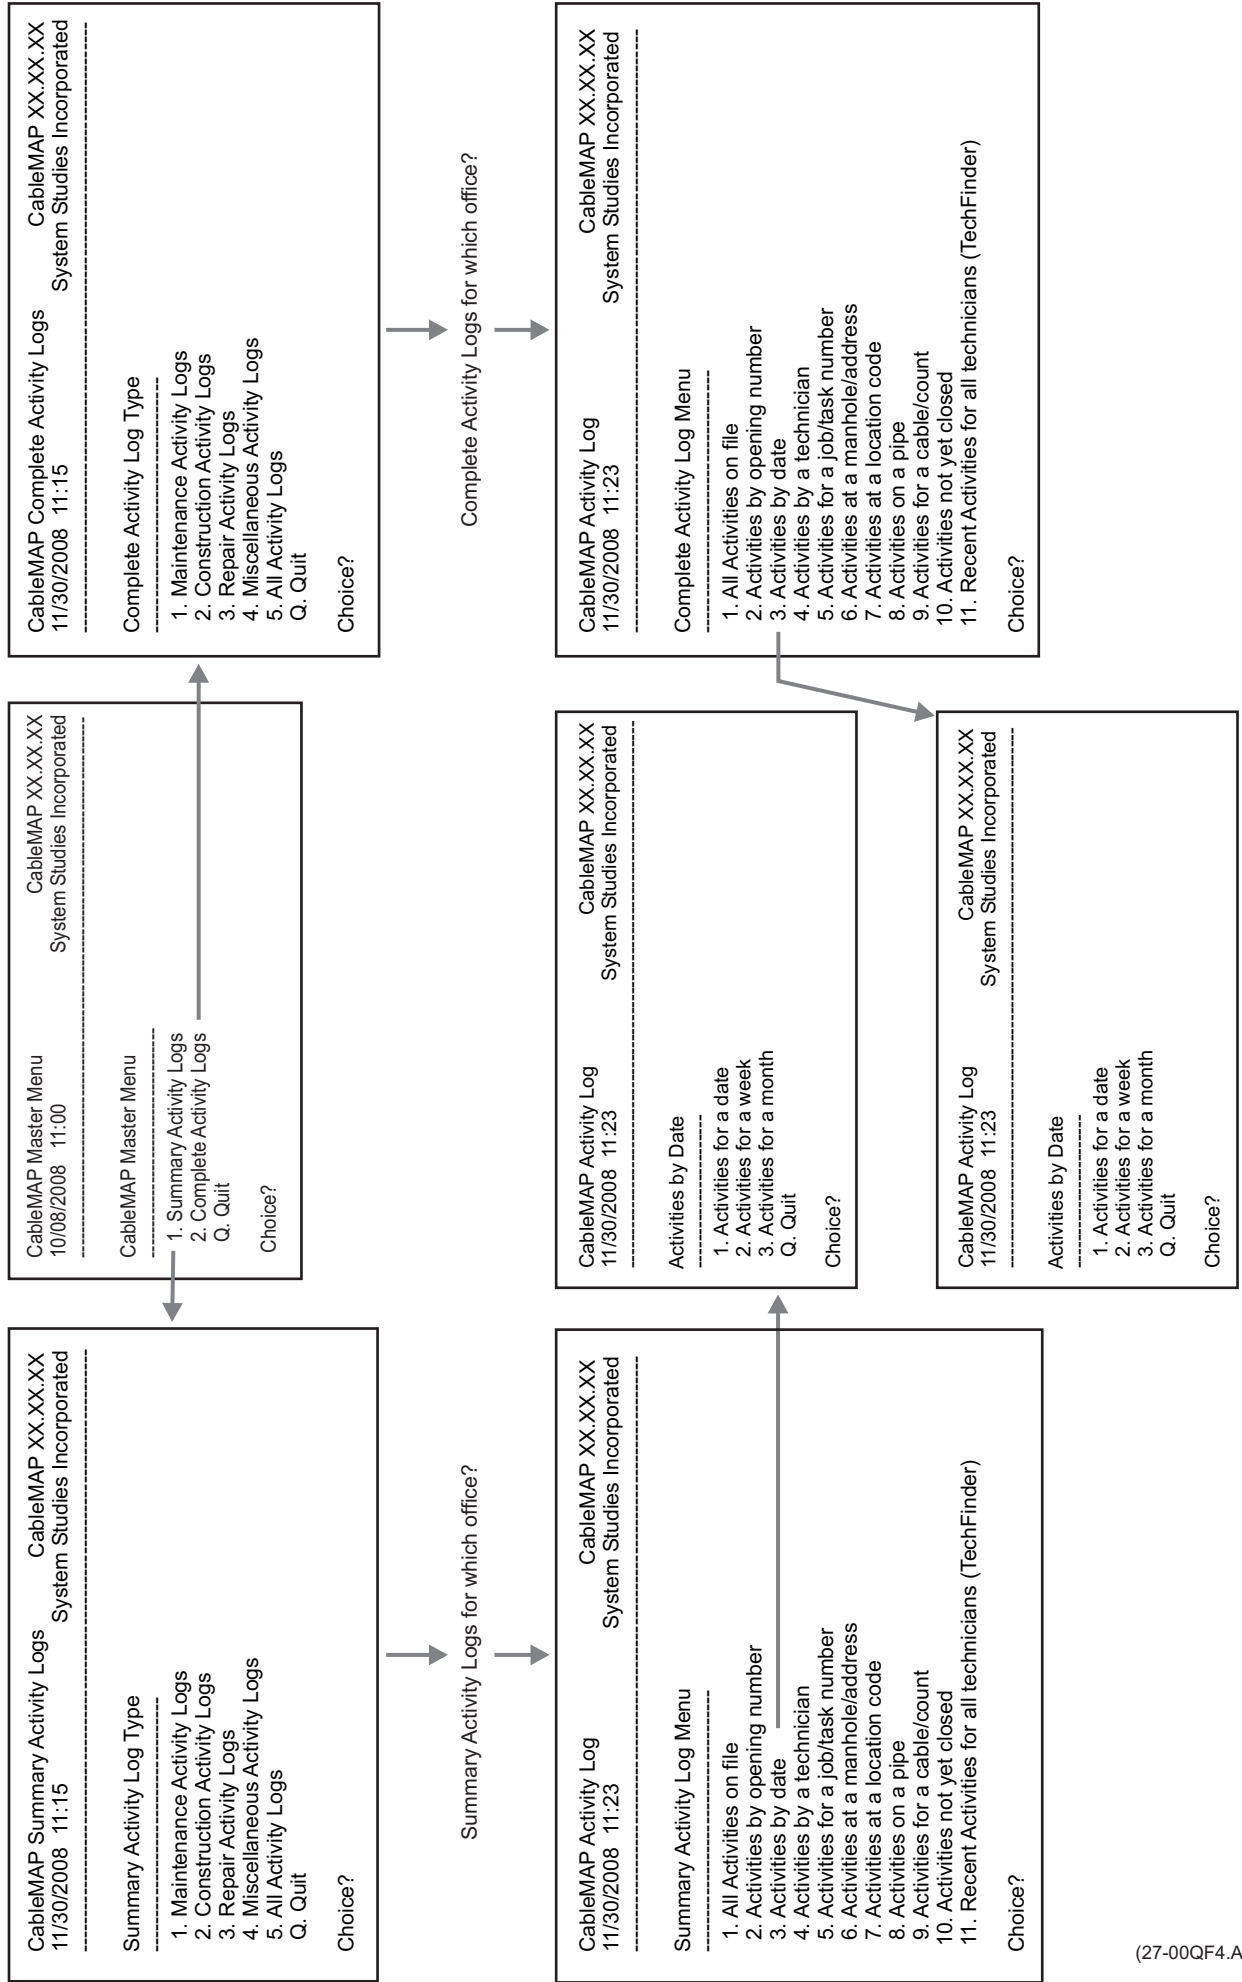 CableMAP Summary Activity Logs CableMAP XX.XX.XX
11/30/2008 11:15 System Studies Incorporated
Summary Activity Log Type
1. Maintenance Activity Logs
2. Construction Activity Logs
3. Repair Activity Logs
4. Miscellaneous Activity Logs
5. All Activity Logs
Q. Quit
Choice?
CableMAP Master Menu CableMAP XX.XX.XX
10/08/2008 11:00 System Studies Incorporated
CableMAP Master Menu
1. Summary Activity Logs
2. Complete Activity Logs
Q. Quit
Choice?
CableMAP Complete Activity Logs CableMAP XX.XX.XX
11/30/2008 11:15 System Studies Incorporated
Complete Activity Log Type
1. Maintenance Activity Logs
2. Construction Activity Logs
3. Repair Activity Logs
4. Miscellaneous Activity Logs
5. All Activity Logs
Q. Quit
Choice?
Summary Activity Logs for which office?
Complete Activity Logs for which office?
CableMAP Activity Log CableMAP XX.XX.XX
11/30/2008 11:23 System Studies Incorporated
Summary Activity Log Menu
1. All Activities on file
2. Activities by opening number
3. Activities by date
4. Activities by a technician
5. Activities for a job/task number
6. Activities at a manhole/address
7. Activities at a location code
8. Activities on a pipe
9. Activities for a cable/count
10. Activities not yet closed
11. Recent Activities for all technicians (TechFinder)
Choice?
CableMAP Activity Log CableMAP XX.XX.XX
11/30/2008 11:23 System Studies Incorporated
Activities by Date
1. Activities for a date
2. Activities for a week
3. Activities for a month
Q. Quit
Choice?
CableMAP Activity Log CableMAP XX.XX.XX
11/30/2008 11:23 System Studies Incorporated
Complete Activity Log Menu
1. All Activities on file
2. Activities by opening number
3. Activities by date
4. Activities by a technician
5. Activities for a job/task number
6. Activities at a manhole/address
7. Activities at a location code
8. Activities on a pipe
9. Activities for a cable/count
10. Activities not yet closed
11. Recent Activities for all technicians (TechFinder)
Choice?
CableMAP Activity Log CableMAP XX.XX.XX
11/30/2008 11:23 System Studies Incorporated
Activities by Date
1. Activities for a date
2. Activities for a week
3. Activities for a month
Q. Quit
Choice?
(27-00QF4.A